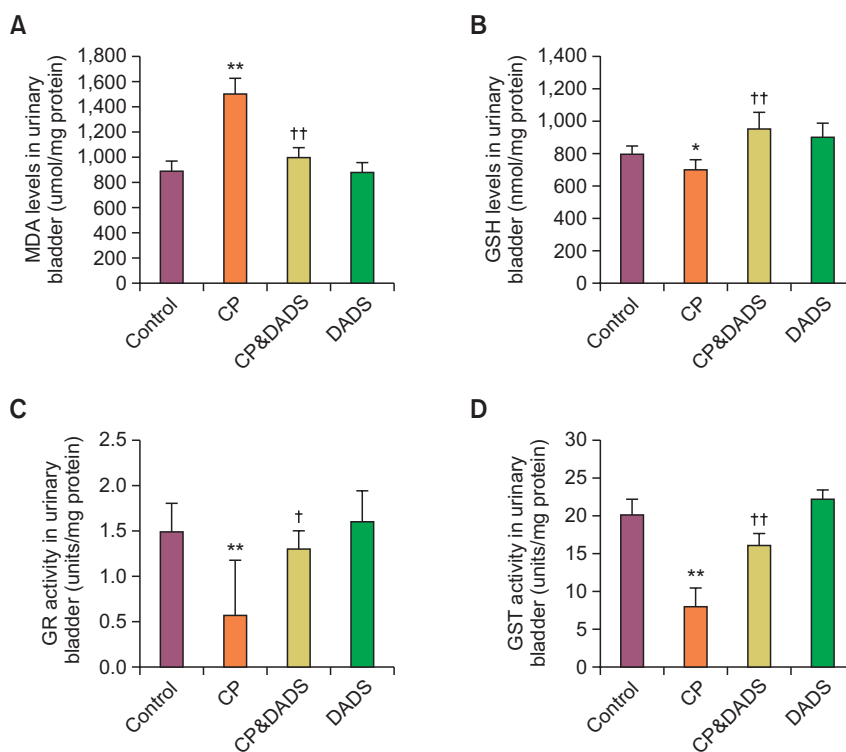 A
MDA levels in urinary
bladder (umol/mg protein)
1,800
1,600
1,400
1,200
1,000
800
600
400
200
0
**
††
Control
CP
CP&DADS
DADS
B
GSH levels in urinary
bladder (nmol/mg protein)
1,400
1,200
1,000
800
600
400
200
0
*
††
Control
CP
CP&DADS
DADS
C
GR activity in urinary
bladder (units/mg protein)
2.5
2.0
1.5
1.0
0.5
0.0
**
†
Control
CP
CP&DADS
DADS
D
GST activity in urinary
bladder (units/mg protein)
30
25
20
15
10
5
0
**
††
Control
CP
CP&DADS
DADS